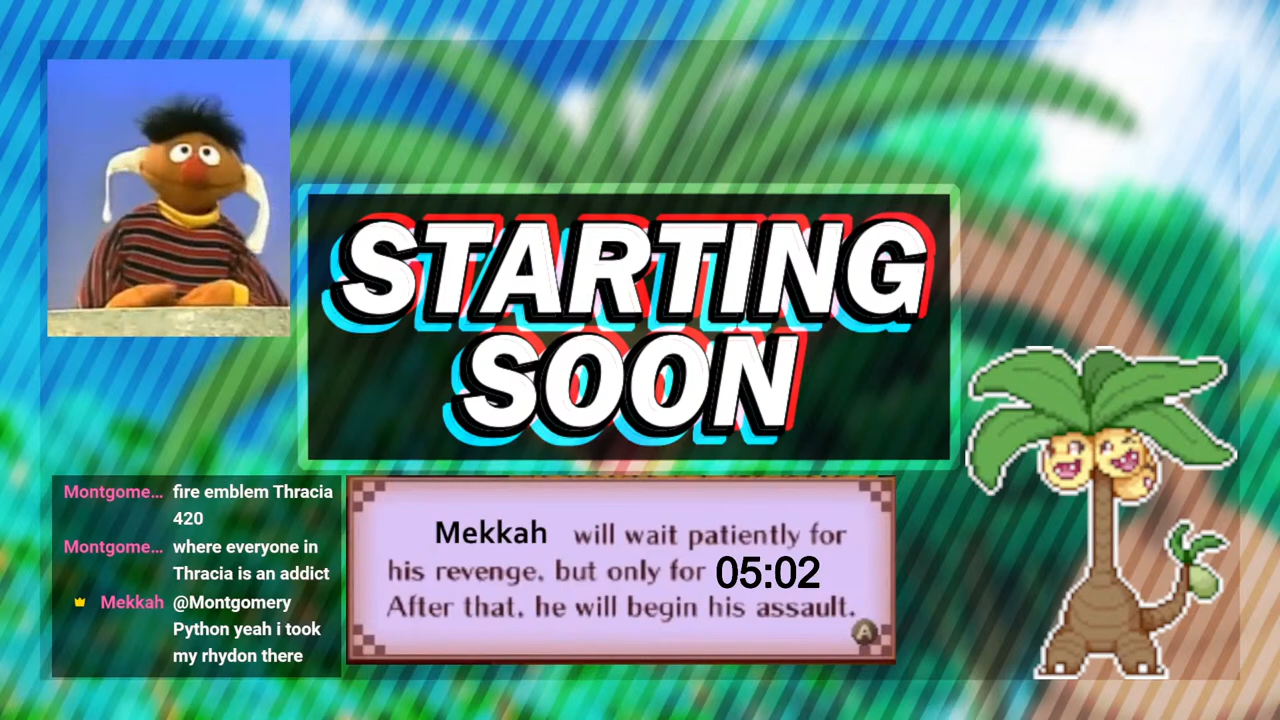 STARTING
SOON
Montgome... fire emblem Thracia
420
Montgome... where everyone in
Thracia is an addict
Mekkah @Montgomery
Python yeah i took
my rhydon there
Mekkah will wait patiently for
his revenge, but only for 05:02
After that, he will begin his assault.
A